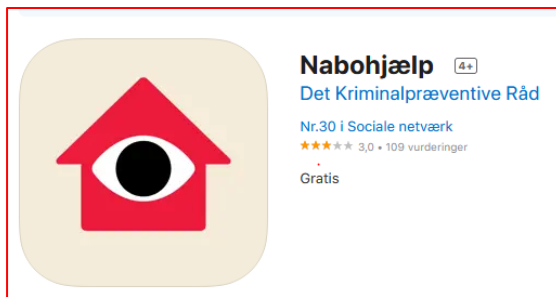 Nabohjælp 4+
Det Kriminalpræventive Råd
Nr.30 i Sociale netværk
★★★★★ 3,0 • 109 vurderinger
Gratis